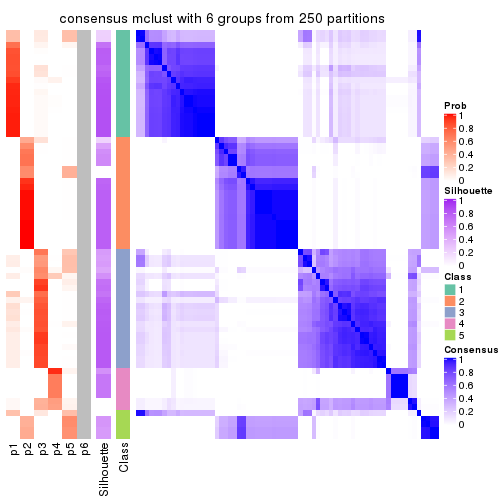 consensus mclust with 6 groups from 250 partitions
Prob
1
0.8
0.6
0.4
0.2
0
Silhouette
1
0.8
0.6
0.4
0.2
0
Class
1
2
3
4
5
Consensus
1
0.8
0.6
0.4
0.2
0
p1
p2
p3
p4
p5
p6
Silhouette
Class